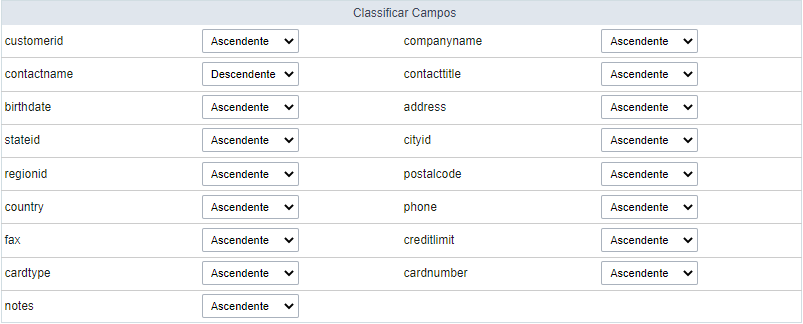 Classificar Campos
customerid Ascendente companyname Ascendente
contactname Descendente contacttitle Ascendente
birthdate Ascendente address Ascendente
stateid Ascendente cityid Ascendente
regionid Ascendente postalcode Ascendente
country Ascendente phone Ascendente
fax Ascendente creditlimit Ascendente
cardtype Ascendente cardnumber Ascendente
notes Ascendente